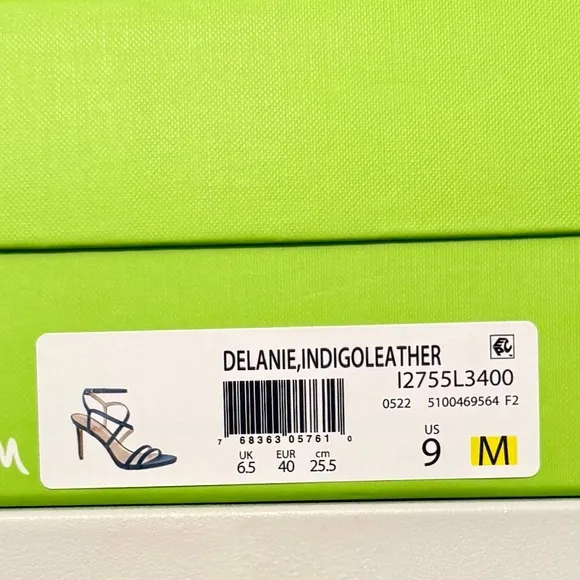 DELANIE,INDIGOLEATHER
I2755L3400
7 68363 05761 0
0522 5100469564 F2
UK EUR cm
6.5 40 25.5
US
9 M
m